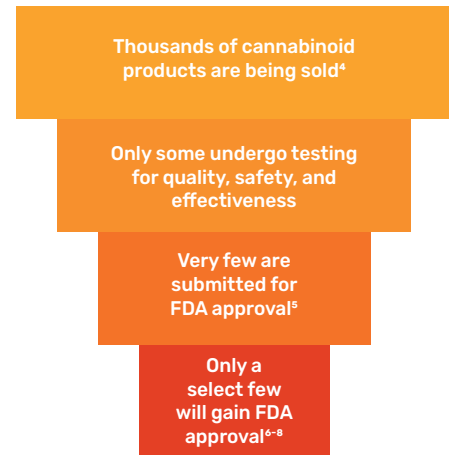 Thousands of cannabinoid
products are being sold⁴
Only some undergo testing
for quality, safety, and
effectiveness
Very few are
submitted for
FDA approval⁵
Only a
select few
will gain FDA
approval⁶⁻⁸